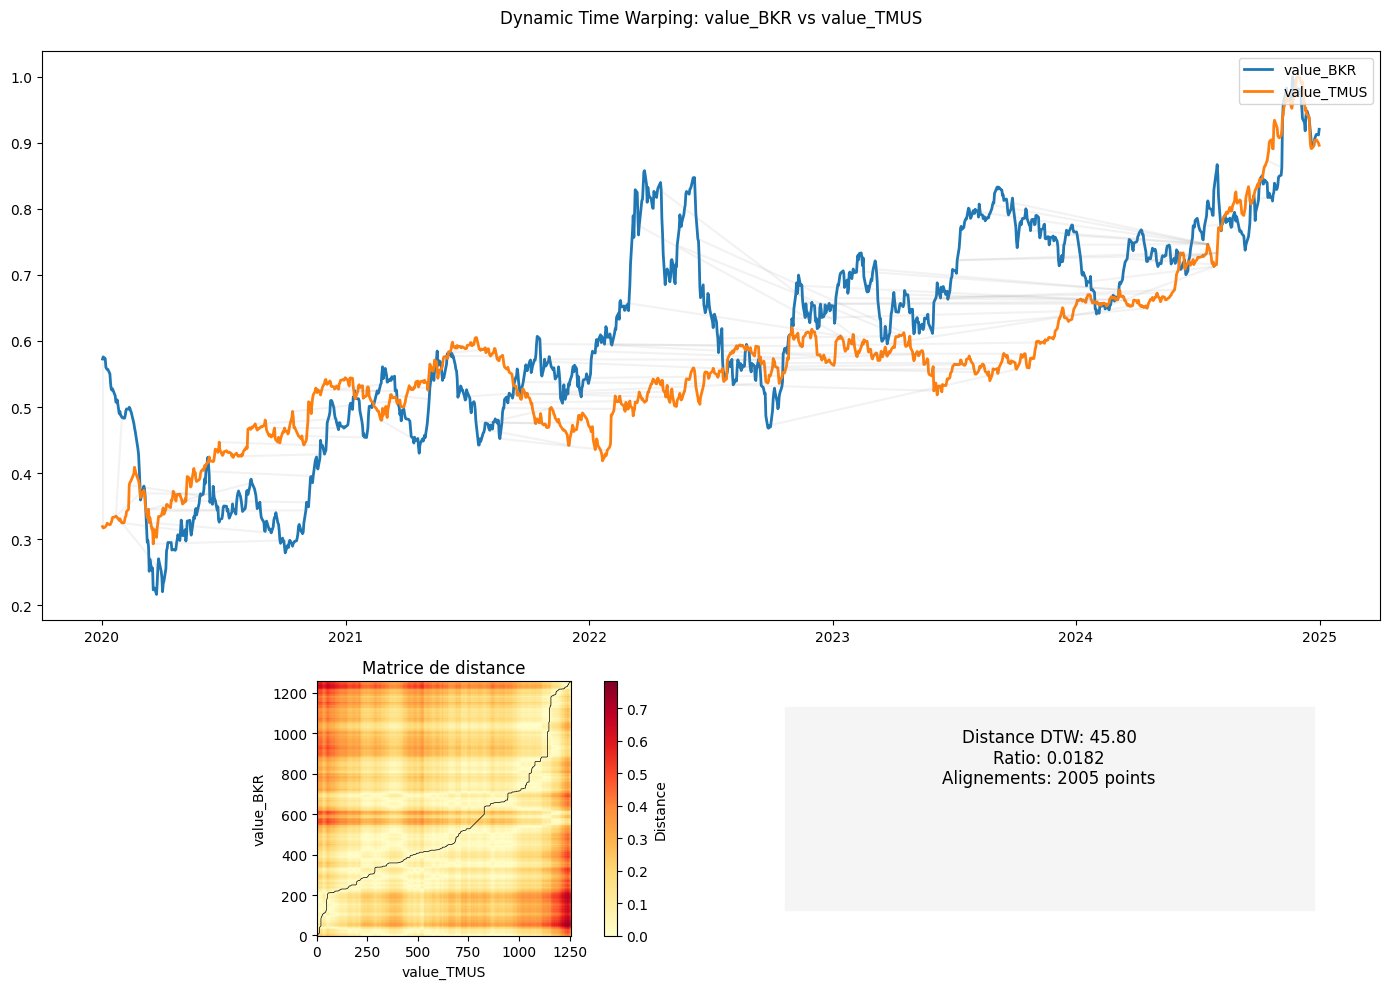 Dynamic Time Warping: value_BKR vs value_TMUS
value_BKR
value_TMUS
1.0
0.9
0.8
0.7
0.6
0.5
0.4
0.3
0.2
2020 2021 2022 2023 2024 2025
Matrice de distance
value_BKR
1200
1000
800
600
400
200
0
0 250 500 750 1000 1250
value_TMUS
0.7
0.6
0.5
0.4
0.3
0.2
0.1
0.0
Distance
Distance DTW: 45.80
Ratio: 0.0182
Alignements: 2005 points